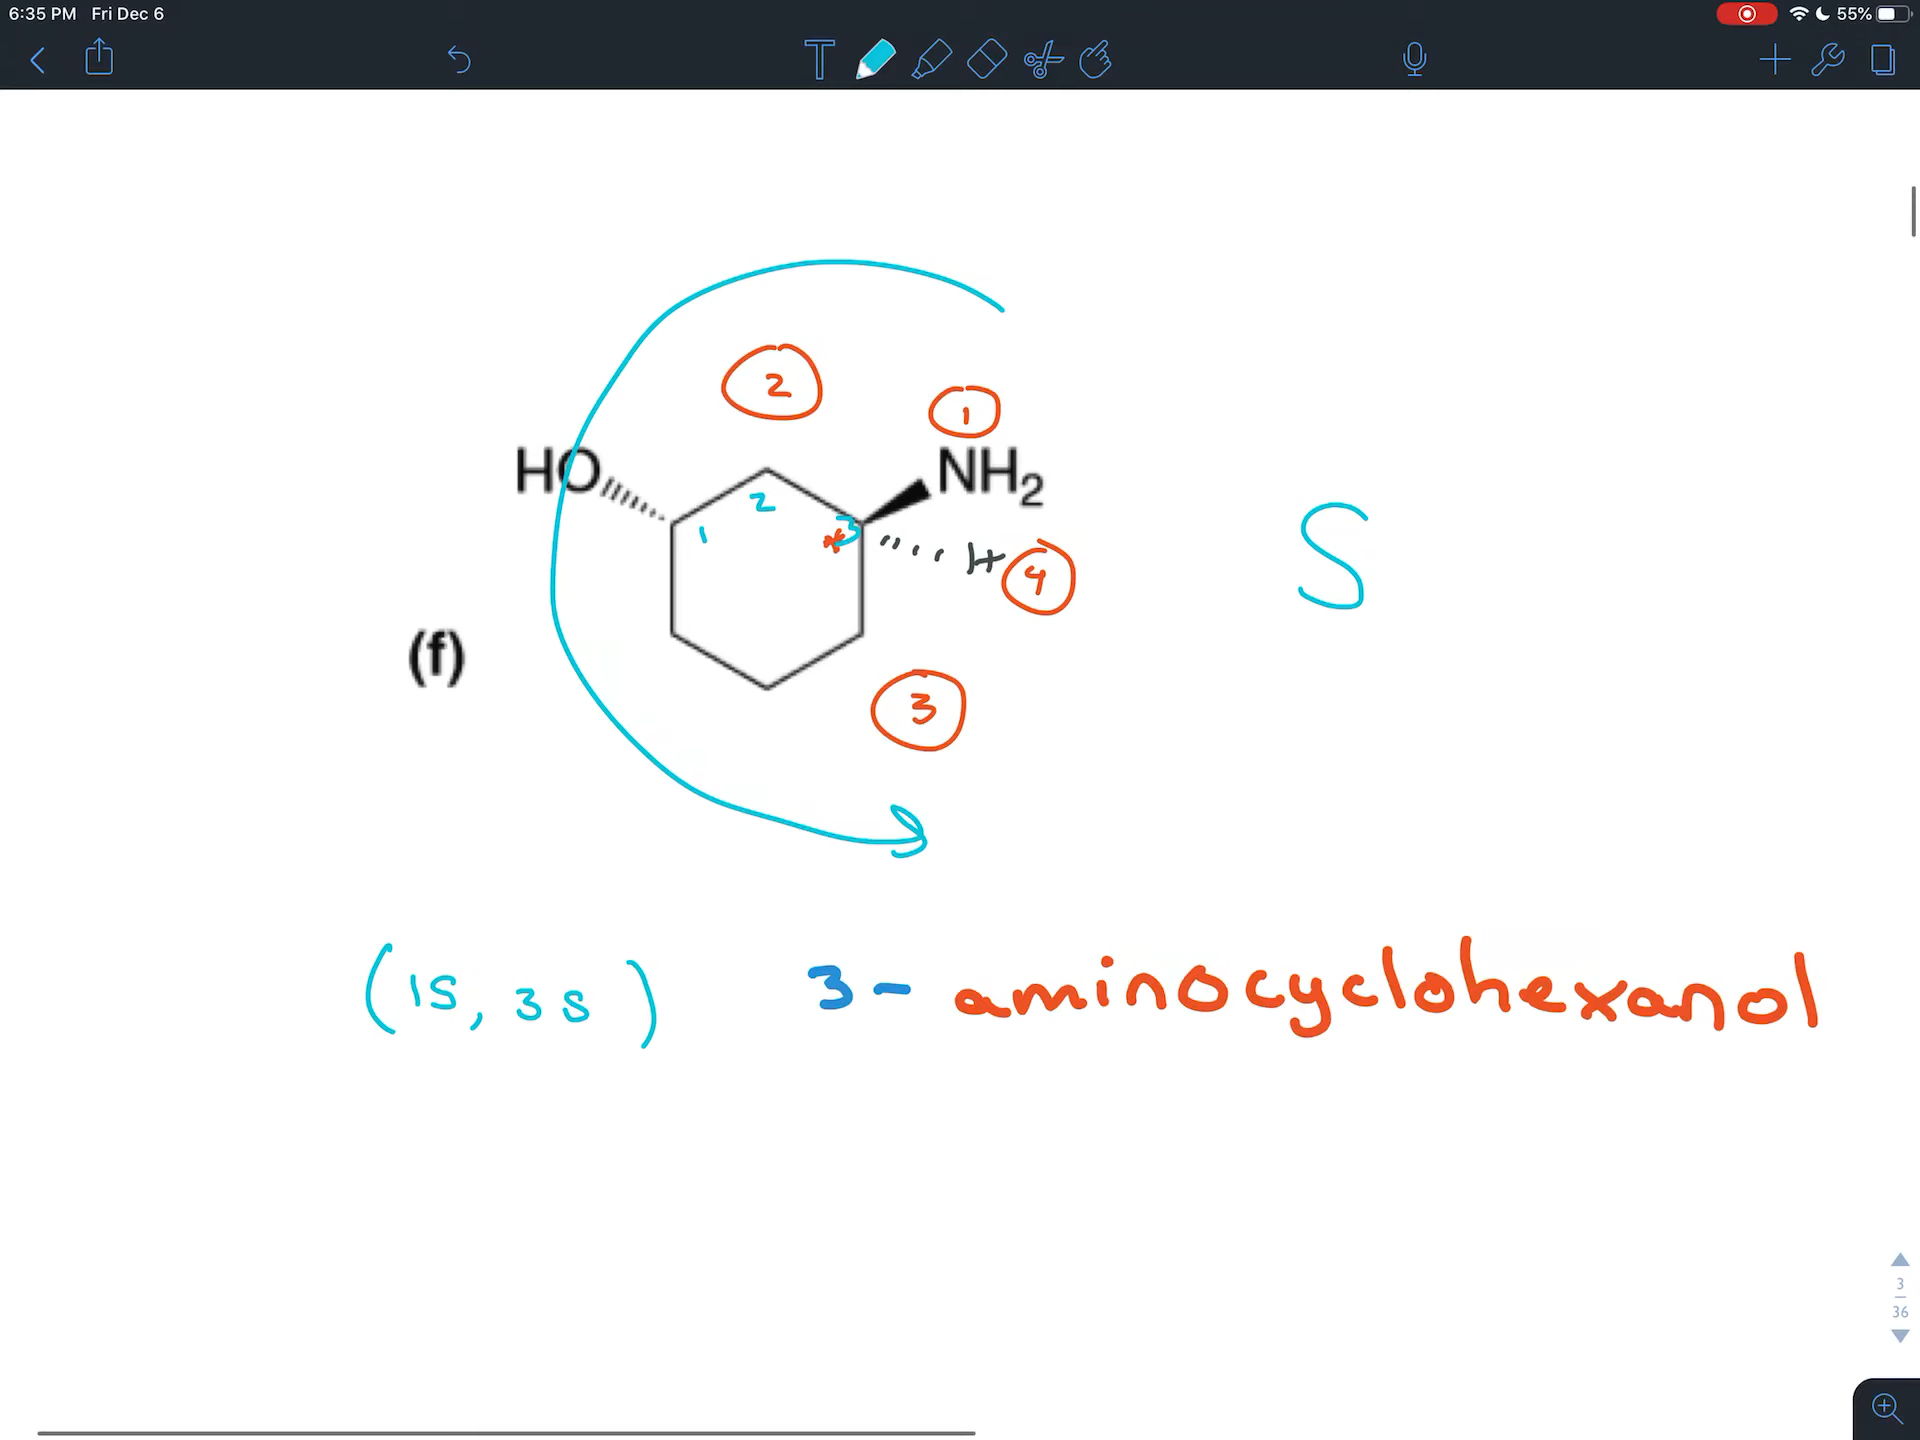 6:35 PM Fri Dec 6
55%
T
2
1
HO
NH₂
2
1
3
*
H
4
S
(f)
3
(1S, 3S) 3-aminocyclohexanol
3
36